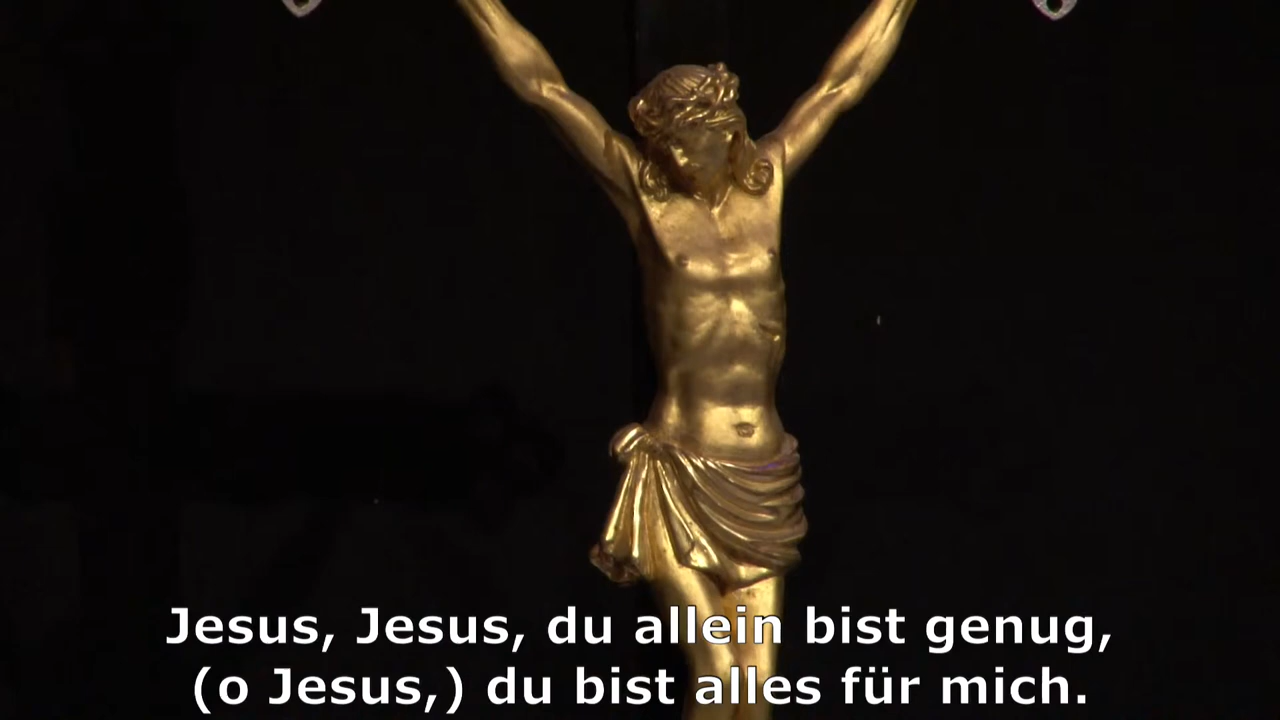 Jesus, Jesus, du allein bist genug,
(o Jesus,) du bist alles für mich.